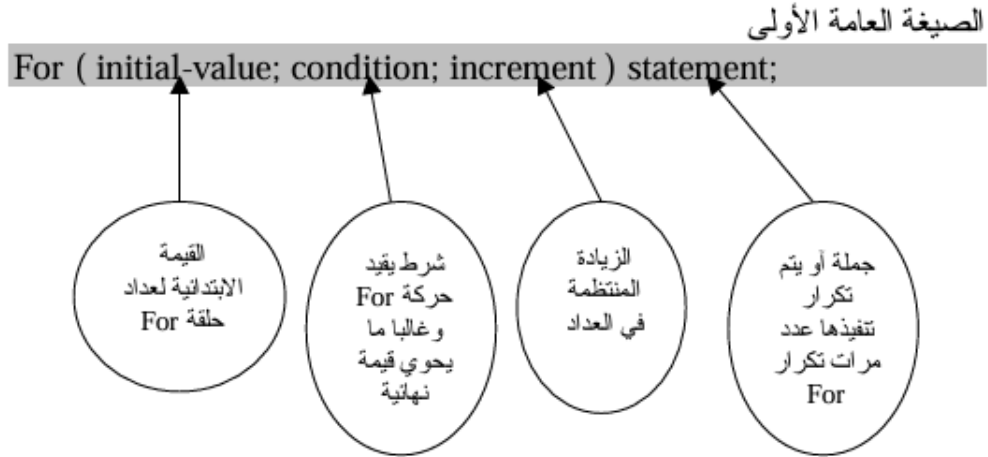 الصيغة العامة الأولى
For ( initial-value; condition; increment ) statement;
القيمة
الابتدائية لعداد
حلقة For
شرط يقيد
حركة For
وغالبا ما
يحوي قيمة
نهائية
الزيادة
المنتظمة
في العداد
جملة أو يتم
تكرار
تنفيذها عدد
مرات تكرار
For